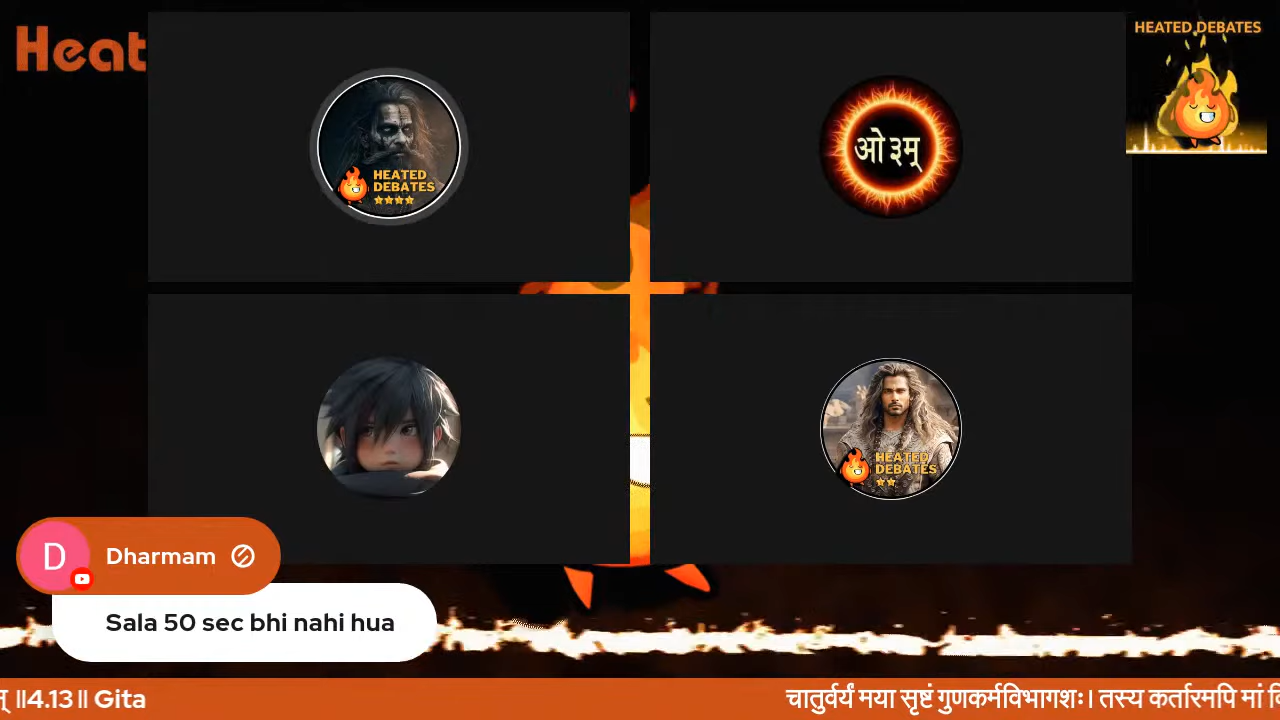 Heat
HEATED DEBATES
HEATED
DEBATES
ओ३म्
HEATED
DEBATES
D
Dharmam
Sala 50 sec bhi nahi hua
म् ॥4.13॥ Gita
चातुर्वर्यं मया सृष्टं गुणकर्मविभागशः। तस्य कर्तारमपि मां